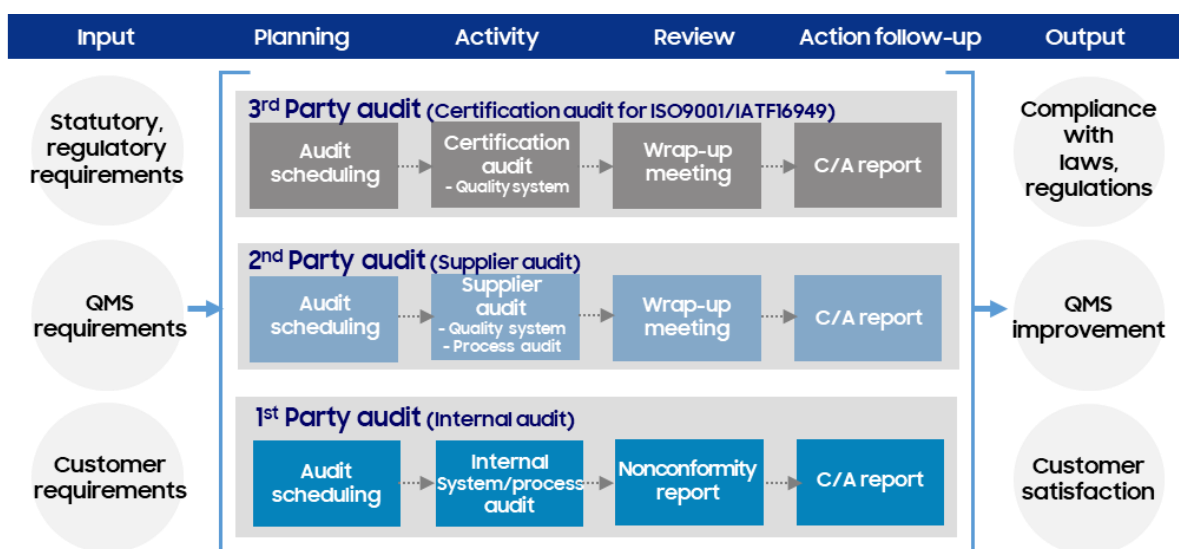 Input Planning Activity Review Action follow-up Output
Statutory,
regulatory
requirements
QMS
requirements
Customer
requirements
3rd Party audit (Certification audit for ISO9001/IATF16949)
Audit
scheduling
Certification
audit
- Quality system
Wrap-up
meeting
C/A report
2nd Party audit (Supplier audit)
Audit
scheduling
Supplier
audit
- Quality system
- Process audit
Wrap-up
meeting
C/A report
1st Party audit (Internal audit)
Audit
scheduling
Internal
System/process
audit
Nonconformity
report
C/A report
Compliance
with
laws,
regulations
QMS
improvement
Customer
satisfaction